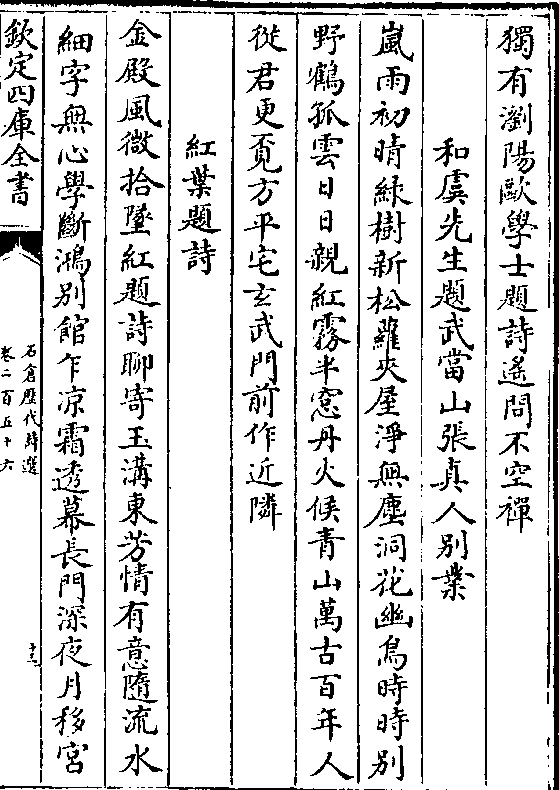 獨有瀏陽歐學士題詩遙問不空禪
和虞先生題武當山張真人别業
嵐雨初晴緑樹新松蘿夾屋淨無塵洞花幽鳥時時别
野鶴孤雲日日親紅霧半窓丹火候青山萬古百年人
從君更覔方平宅玄武門前作近隣
紅葉題詩
金殿風微拾墜紅題詩聊寄玉溝東芳情有意隨流水
細字無心學斷鴻别館乍凉霜透幕長門深夜月移宫
欽定四庫全書
石倉歴代詩選
卷二百五十六
十三